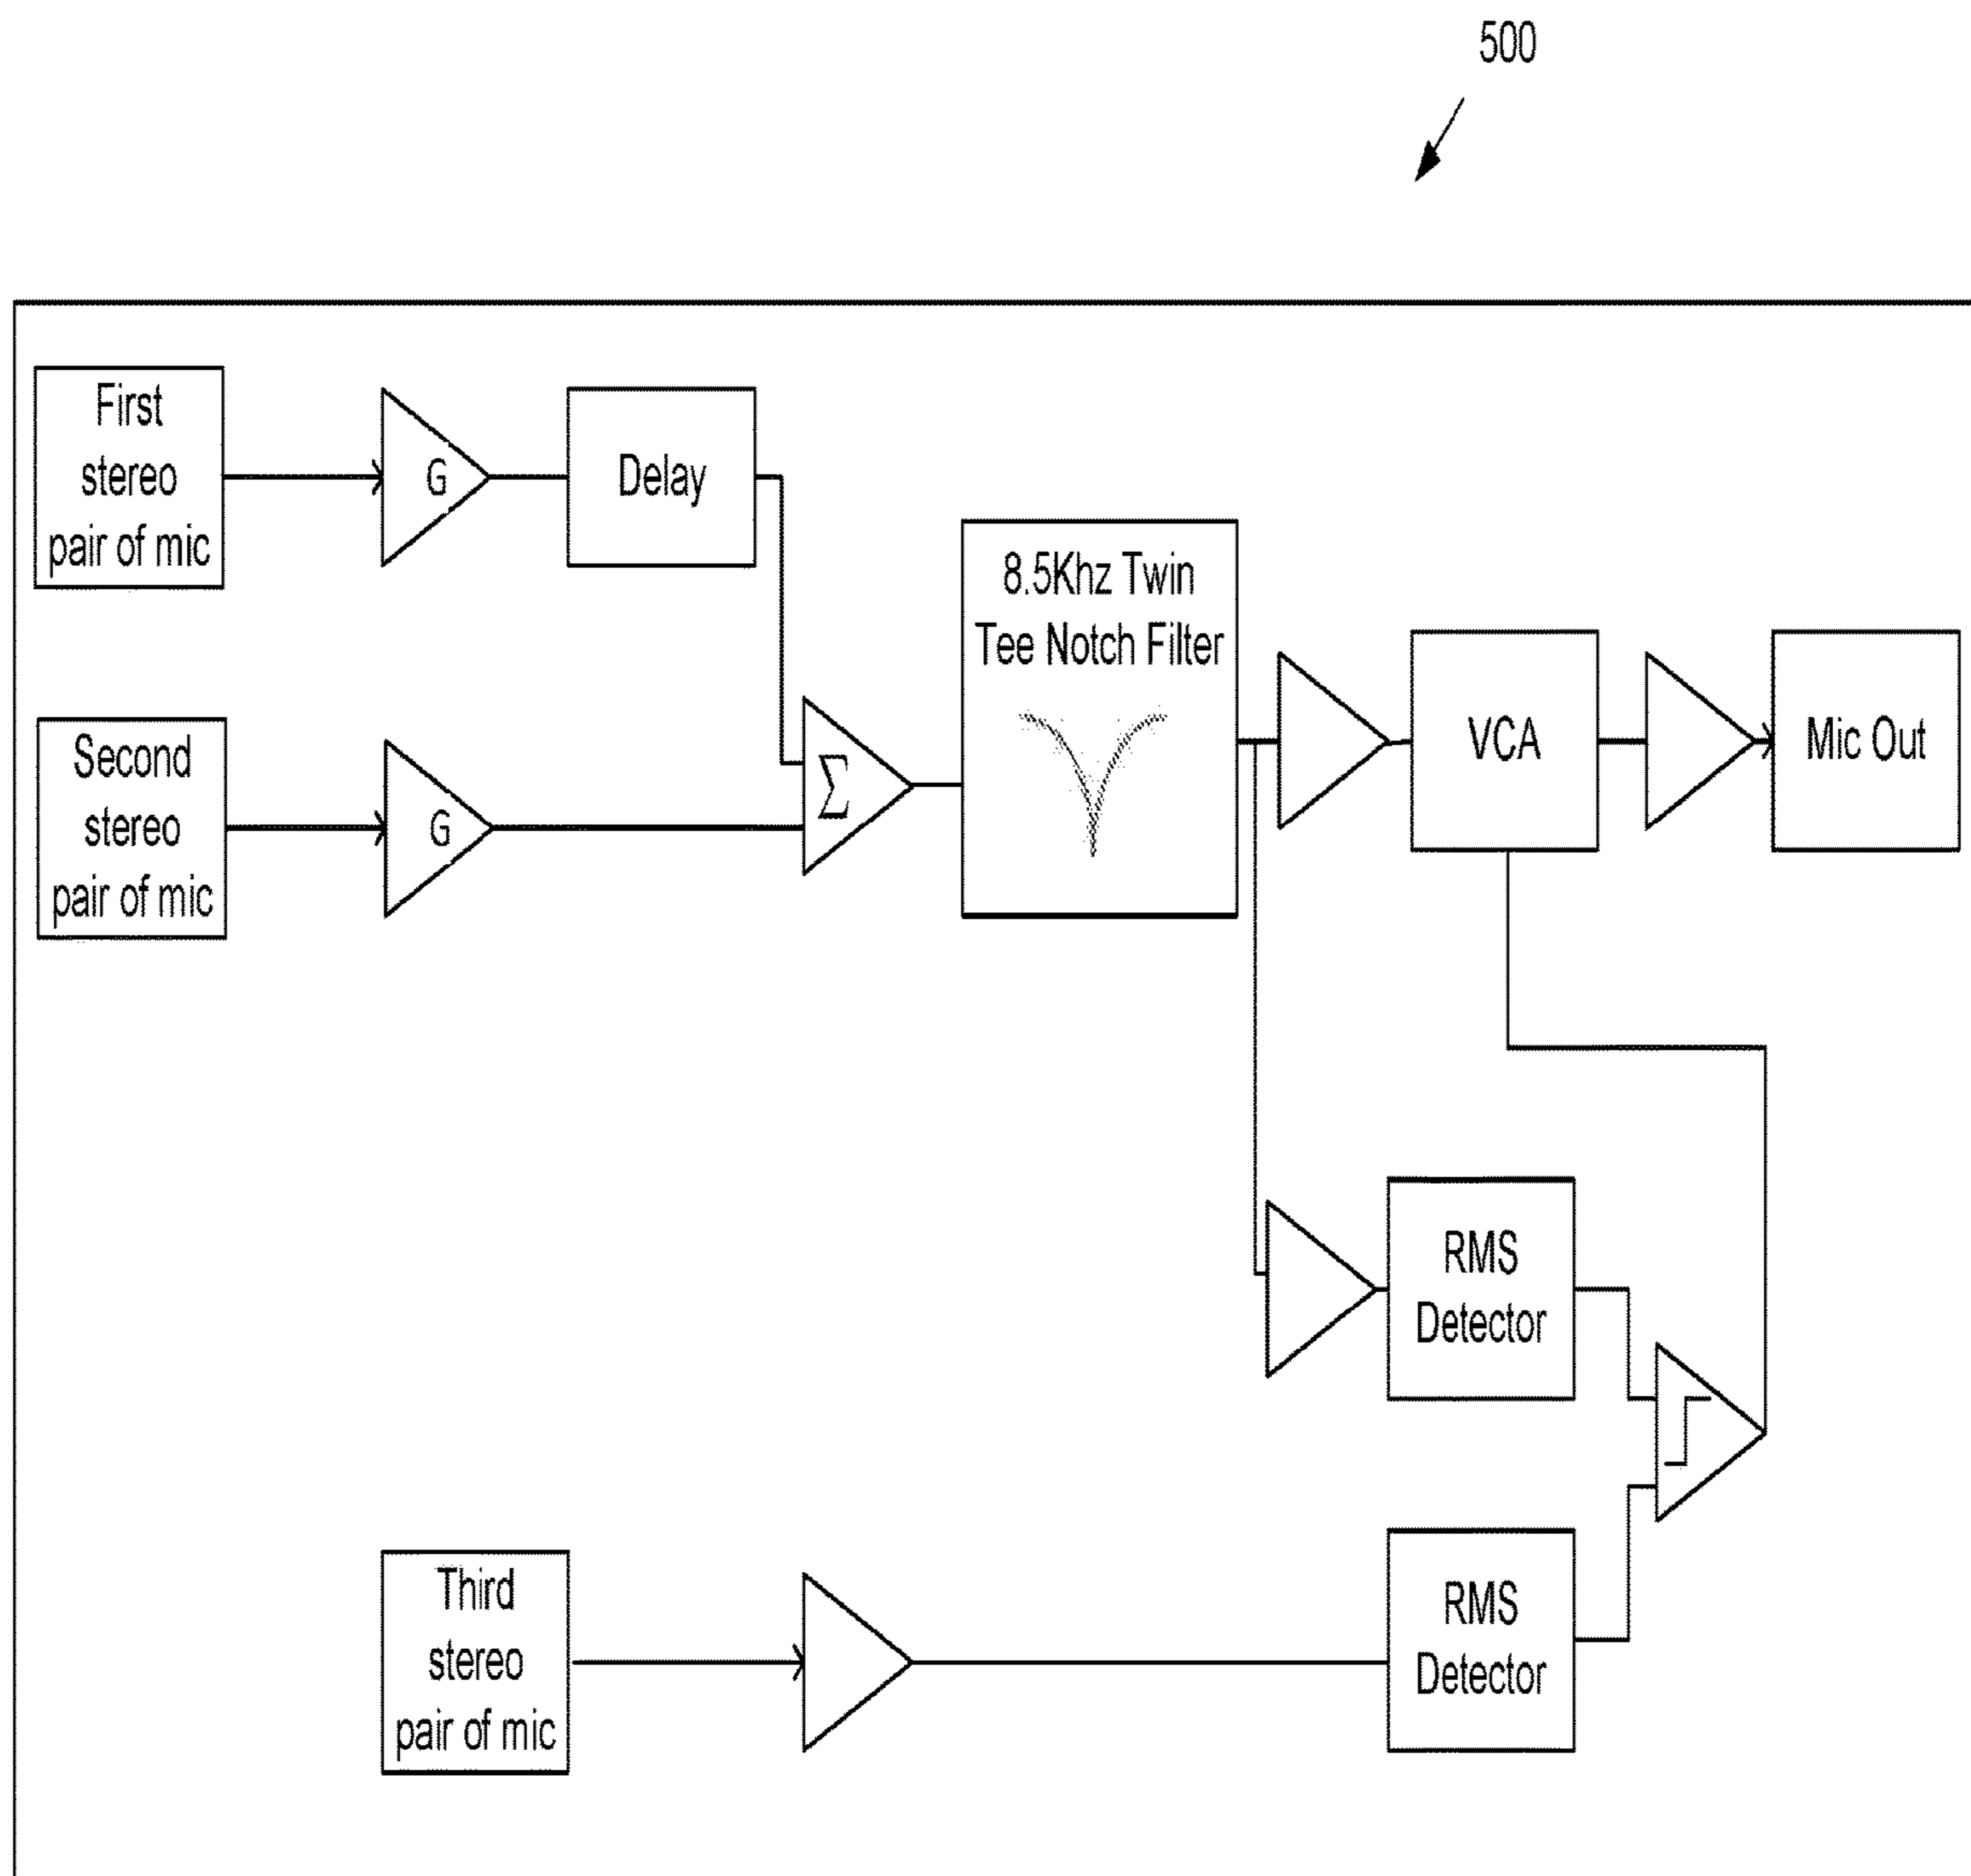 500
First
stereo
pair of mic
G
Delay
8.5Khz Twin
Tee Notch Filter
Second
stereo
pair of mic
G
Σ
VCA
Mic Out
RMS
Detector
Third
stereo
pair of mic
RMS
Detector